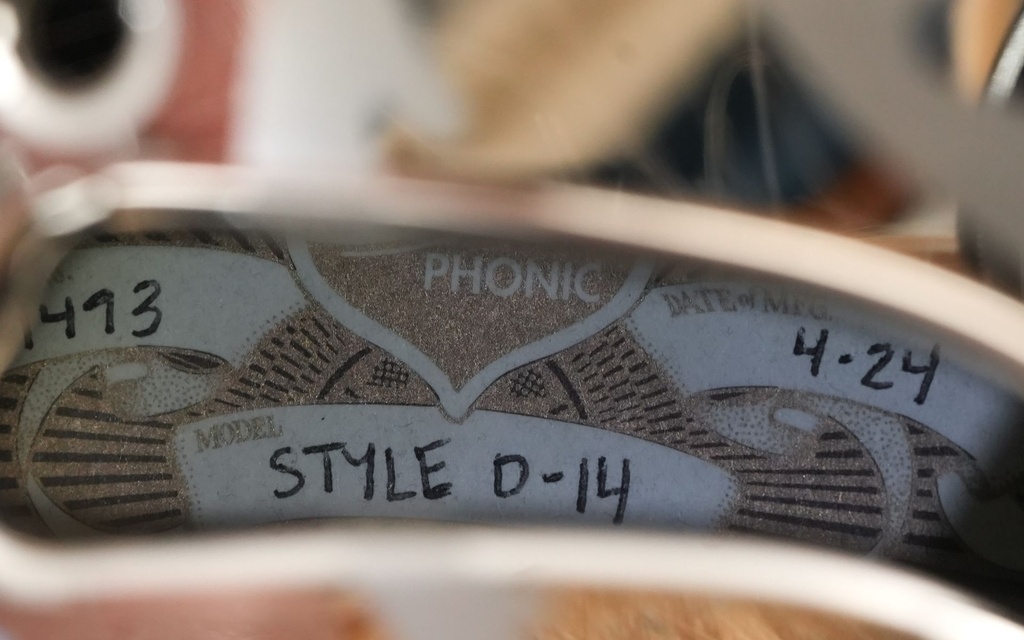 PHONIC
493
DATE of MFG.
4-24
MODEL
STYLE D-14